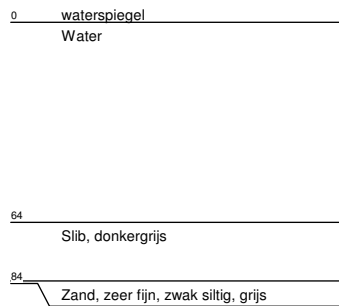 0 waterspiegel
Water
64
Slib, donkergrijs
84
Zand, zeer fijn, zwak siltig, grijs